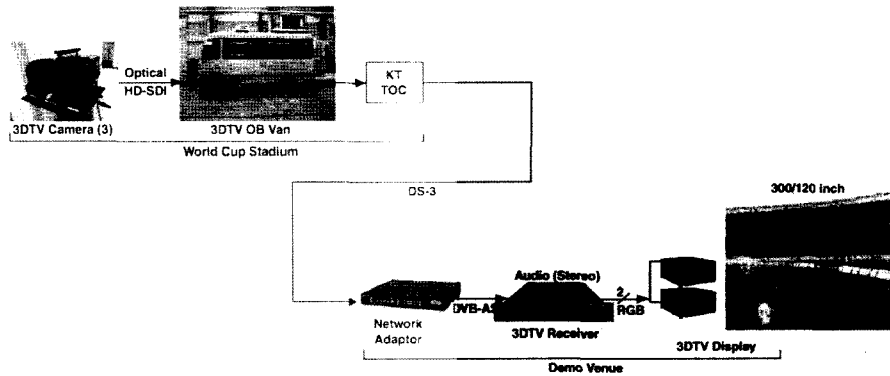 Optical
HD-SDI
KT
TOC
3DTV Camera (3)
3DTV OB Van
World Cup Stadium
DS-3
300/120 inch
Audio (Stereo)
2
DVB-AS
RGB
Network
Adaptor
3DTV Receiver
3DTV Display
Demo Venue